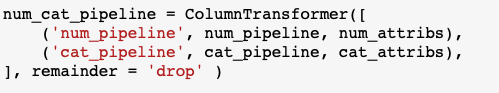 num_cat_pipeline = ColumnTransformer([
    ('num_pipeline', num_pipeline, num_attribs),
    ('cat_pipeline', cat_pipeline, cat_attribs),
], remainder = 'drop' )